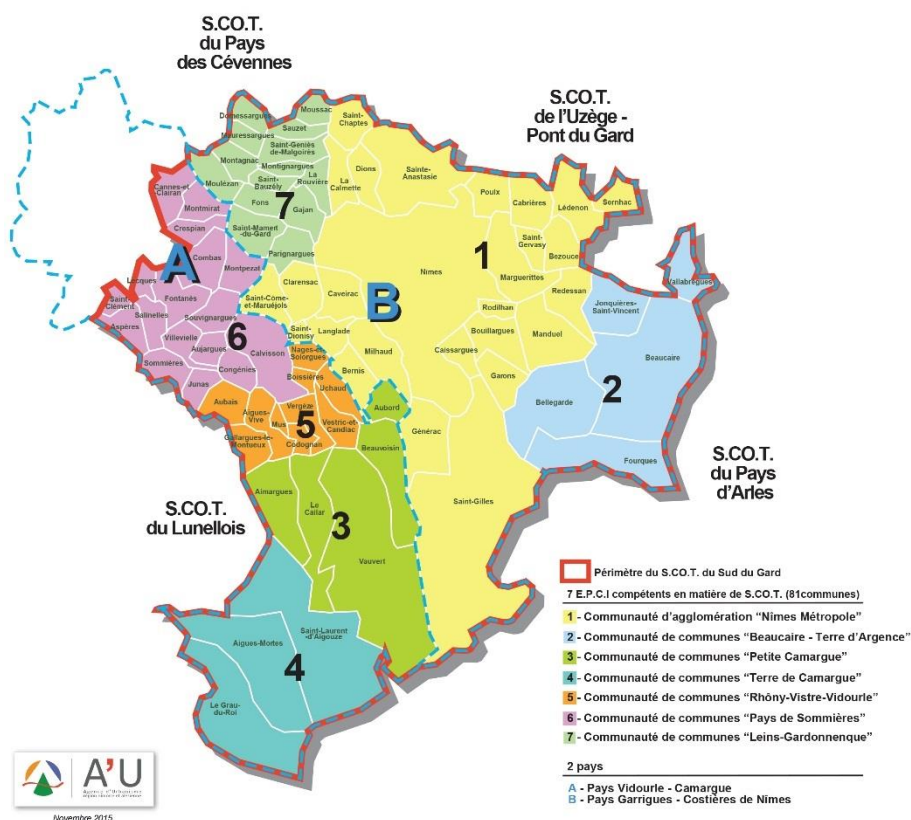 S.CO.T.
du Pays
des Cévennes
S.CO.T.
de l'Uzège -
Pont du Gard
S.CO.T.
du Pays
d'Arles
S.CO.T.
du Lunellois
Domessargues
Moussac
Mauressargues
Sauzet
Saint-Geniès
de-Malgoirès
Montagnac
Montignargues
Moulézan
Saint-
Bauzély
La
Rouvière
Fons
7
Gajan
Saint-Mamert
-du-Gard
Parignargues
Saint-
Chaptes
Dions
La
Calmette
Sainte-
Anastasie
Poulx
Cabrières
Lédenon
Sernhac
Saint-
Gervasy
Bezouce
1
Marguerittes
Nîmes
Redessan
Clarensac
Caveirac
B
Saint-Côme-
et-Maruéjols
Saint-
Dionisy
Langlade
Milhaud
Bernis
Rodilhan
Bouillargues
Manduel
Caissargues
Garons
Générac
Saint-Gilles
Cannes-et
Clairan
Montmirat
Crespian
A
Combas
Montpezat
Lecques
Saint-
Clément
Fontanès
Salinelles
Aspères
Souvignargues
6
Villevielle
Aujargues
Calvisson
Sommières
Congénies
Junas
Nages-et
Solorgues
Boissières
Uchaud
Aubais
Aigues-
Vive
Vergèze
Mus
5
Vestric-et
Candiac
Gallargues-le-
Montueux
Codognan
Aubord
Beauvoisin
Aimargues
Le
Cailar
3
Vauvert
Saint-Laurent
-d'Aigouze
Aigues-Mortes
4
Le Grau-
du-Roi
Vallabrègues
Jonquières-
Saint-Vincent
Beaucaire
2
Bellegarde
Fourques
Périmètre du S.CO.T. du Sud du Gard
7 E.P.C.I compétents en matière de S.CO.T. (81communes)
1 - Communauté d'agglomération "Nîmes Métropole"
2 - Communauté de communes "Beaucaire - Terre d'Argence"
3 - Communauté de communes "Petite Camargue"
4 - Communauté de communes "Terre de Camargue"
5 - Communauté de communes "Rhôny-Vistre-Vidourle"
6 - Communauté de communes "Pays de Sommières"
7 - Communauté de communes "Leins-Gardonnenque"
2 pays
A - Pays Vidourle - Camargue
B - Pays Garrigues - Costières de Nîmes
A'U
Novembre 2015